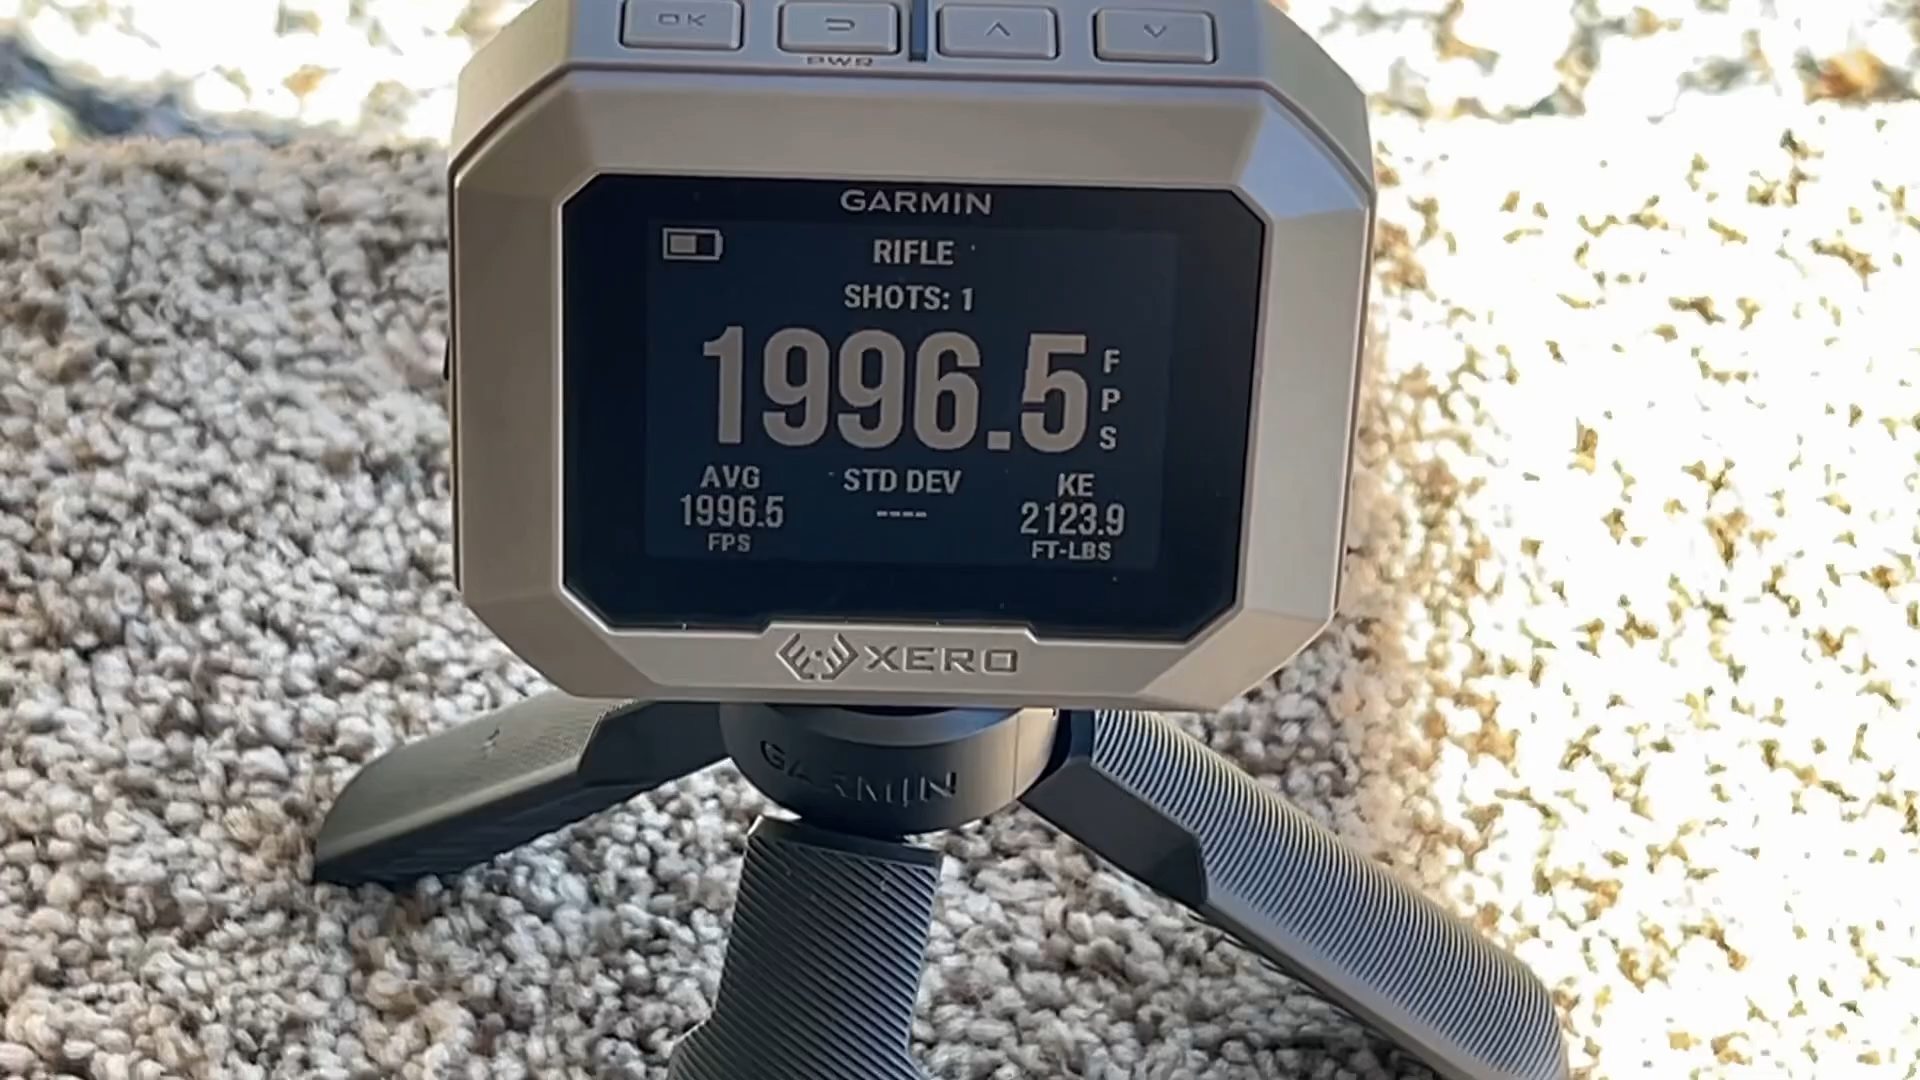 OK
PWR
GARMIN
RIFLE
SHOTS: 1
1996.5 FPS
AVG STD DEV KE
1996.5 ---- 2123.9
FPS FT-LBS
XERO
GARMIN